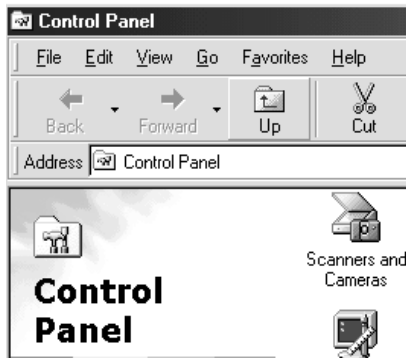 Control Panel
File Edit View Go Favorites Help
Back Forward Up Cut
Address Control Panel
Control
Panel
Scanners and
Cameras